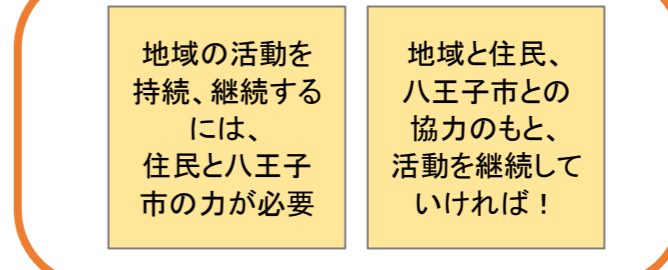 地域の活動を
持続、継続する
には、
住民と八王子
市の力が必要
地域と住民、
八王子市との
協力のもと、
活動を継続して
いければ！